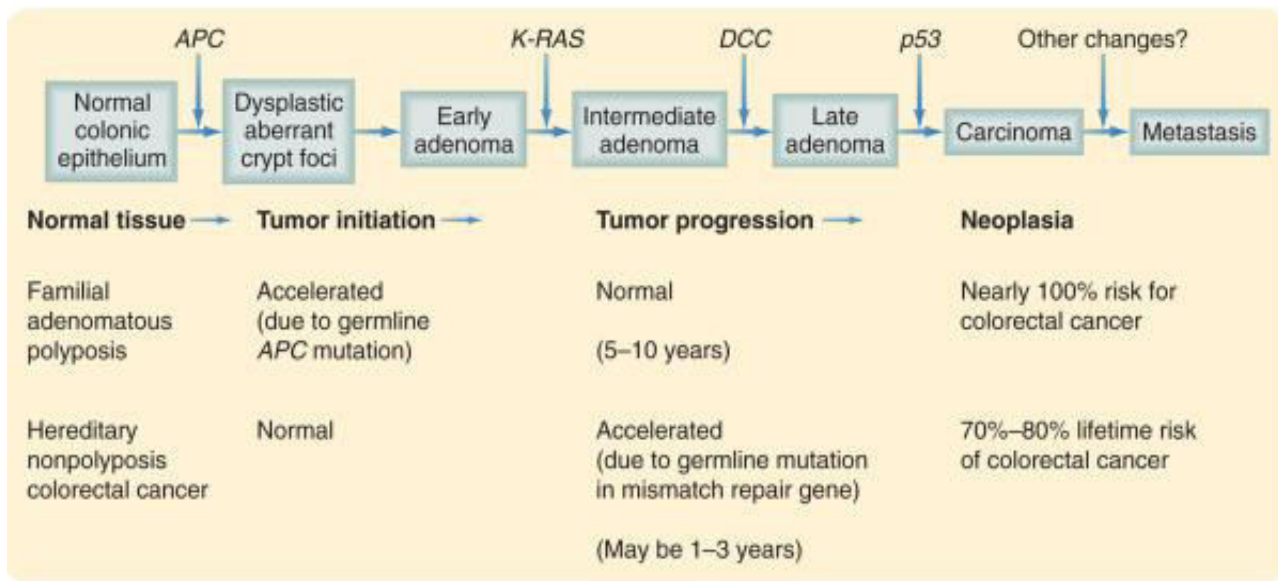 APC K-RAS DCC p53 Other changes?
Normal
colonic
epithelium
Dysplastic
aberrant
crypt foci
Early
adenoma
Intermediate
adenoma
Late
adenoma
Carcinoma
Metastasis
Normal tissue Tumor initiation Tumor progression Neoplasia
Familial
adenomatous
polyposis
Accelerated
(due to germline
APC mutation)
Normal
(5–10 years)
Nearly 100% risk for
colorectal cancer
Hereditary
nonpolyposis
colorectal cancer
Normal
Accelerated
(due to germline mutation
in mismatch repair gene)
(May be 1–3 years)
70%–80% lifetime risk
of colorectal cancer